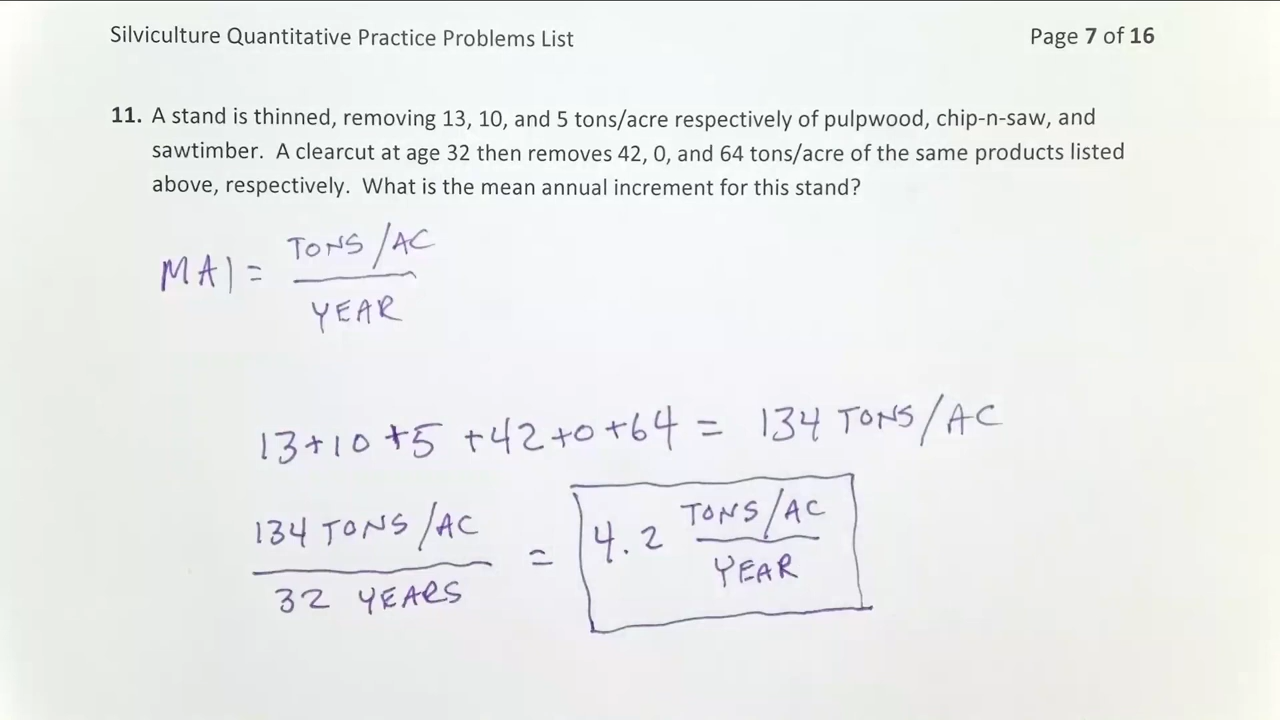 Silviculture Quantitative Practice Problems List Page 7 of 16
11. A stand is thinned, removing 13, 10, and 5 tons/acre respectively of pulpwood, chip-n-saw, and
sawtimber. A clearcut at age 32 then removes 42, 0, and 64 tons/acre of the same products listed
above, respectively. What is the mean annual increment for this stand?
MAI = TONS/AC
YEAR
13+10+5+42+0+64 = 134 TONS/AC
134 TONS/AC
32 YEARS
= 4.2 TONS/AC
YEAR